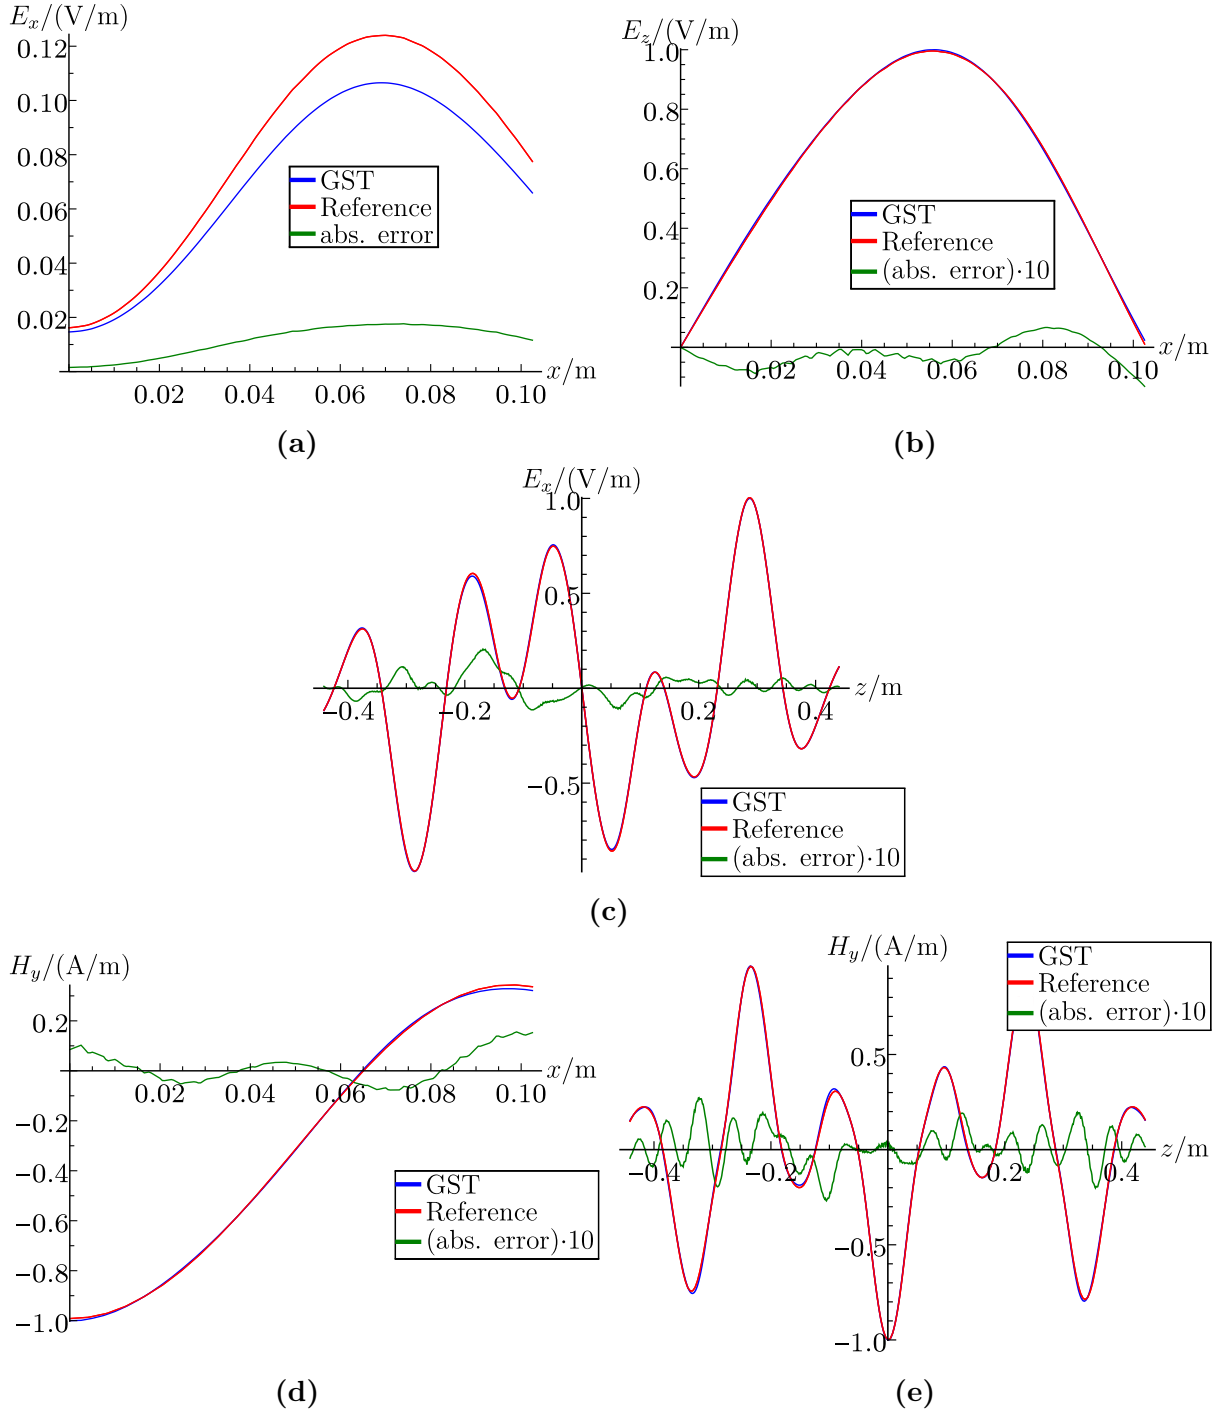 E_x/(V/m)
0.12
0.10
0.08
0.06
0.04
0.02
0.02 0.04 0.06 0.08 0.10
x/m
GST
Reference
abs. error
(a)
E_z/(V/m)
1.0
0.8
0.6
0.4
0.2
0.02 0.04 0.06 0.08 0.10
x/m
GST
Reference
(abs. error)·10
(b)
E_x/(V/m)
1.0
0.5
−0.5
−0.4 −0.2 0.2 0.4
z/m
GST
Reference
(abs. error)·10
(c)
H_y/(A/m)
0.2
−0.2
−0.4
−0.6
−0.8
−1.0
0.02 0.04 0.06 0.08 0.10
x/m
GST
Reference
(abs. error)·10
(d)
H_y/(A/m)
0.5
−0.5
−1.0
−0.4 −0.2 0.2 0.4
z/m
GST
Reference
(abs. error)·10
(e)